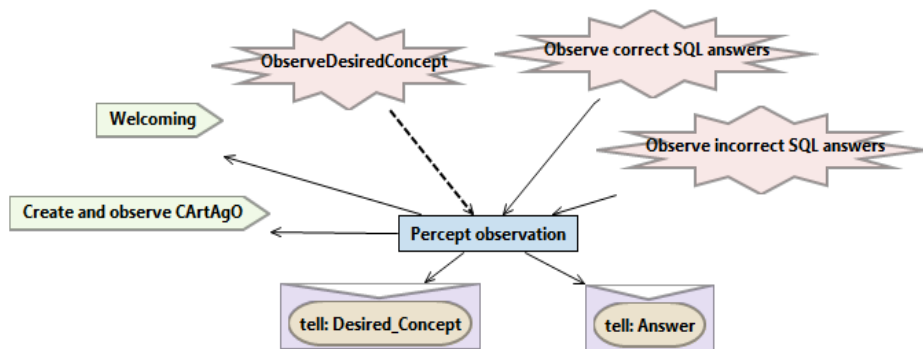 ObserveDesiredConcept
Observe correct SQL answers
Welcoming
Observe incorrect SQL answers
Create and observe CArtAgO
Percept observation
tell: Desired_Concept
tell: Answer